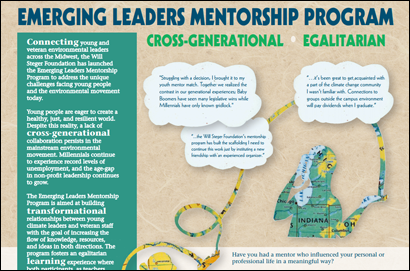 EMERGING LEADERS MENTORSHIP PROGRAM
CROSS-GENERATIONAL • EGALITARIAN
Connecting young and
veteran environmental leaders
across the Midwest, the Will
Steger Foundation has launched
the Emerging Leaders Mentorship
Program to address the unique
challenges facing young people
and the environmental movement
today.
Young people are eager to create a
healthy, just, and resilient world.
Despite this reality, a lack of
cross-generational
collaboration persists in the
mainstream environmental
movement. Millennials continue
to experience record levels of
unemployment, and the age-gap
in non-profit leadership continues
to grow.
The Emerging Leaders Mentorship
Program is aimed at building
transformational
relationships between young
climate leaders and veteran staff
with the goal of increasing the
flow of knowledge, resources,
and ideas in both directions. The
program fosters an egalitarian
learning experience where
both participants, as teachers
"Struggling with a decision, I brought it to my
youth mentor match. Together we realized the
contrast in our generational experiences; Baby
Boomers have seen many legislative wins while
Millennials have only known gridlock."
"...it's been great to get acquainted with
a part of the climate change community
I wasn't familiar with. Connections to
groups outside the campus environment
will pay dividends when I graduate."
"...the Will Steger Foundation's mentorship
program has built the scaffolding I need to
continue this work just by instituting a new
friendship with an experienced organizer."
INDIANA
OH
Have you had a mentor who influenced your personal or
professional life in a meaningful way?